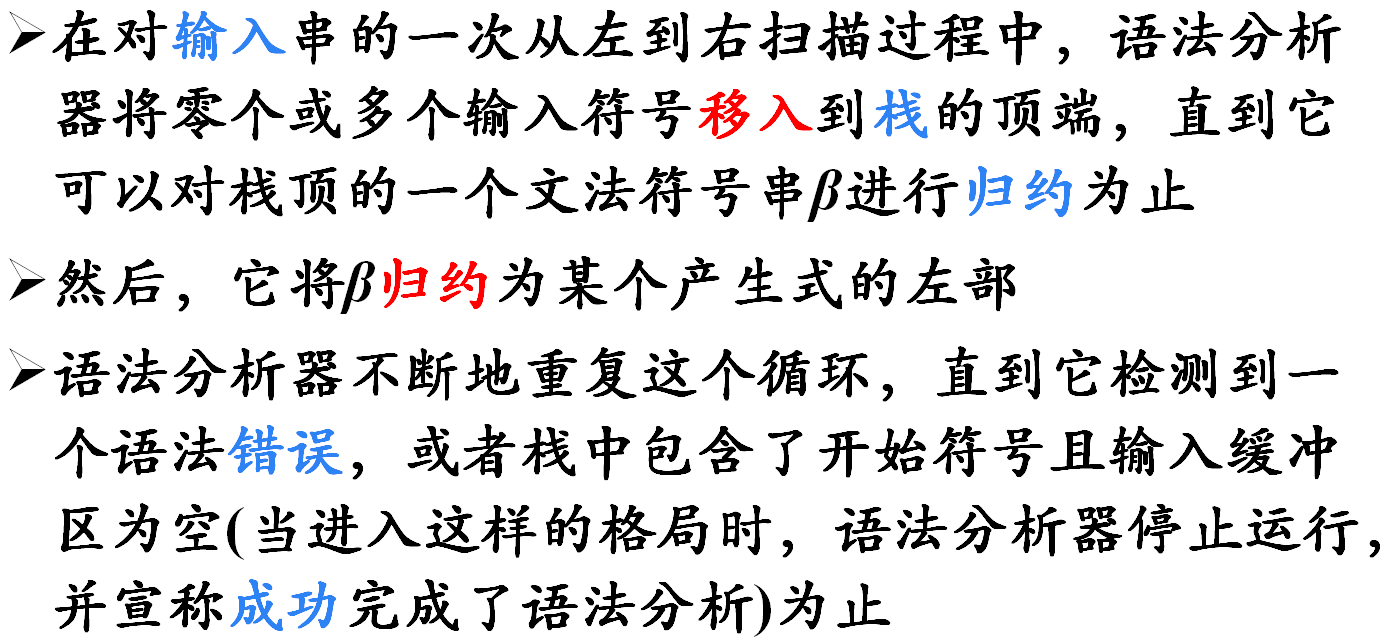 ➢在对输入串的一次从左到右扫描过程中，语法分析
器将零个或多个输入符号移入到栈的顶端，直到它
可以对栈顶的一个文法符号串β进行归约为止
➢然后，它将β归约为某个产生式的左部
➢语法分析器不断地重复这个循环，直到它检测到一
个语法错误，或者栈中包含了开始符号且输入缓冲
区为空(当进入这样的格局时，语法分析器停止运行，
并宣称成功完成了语法分析)为止